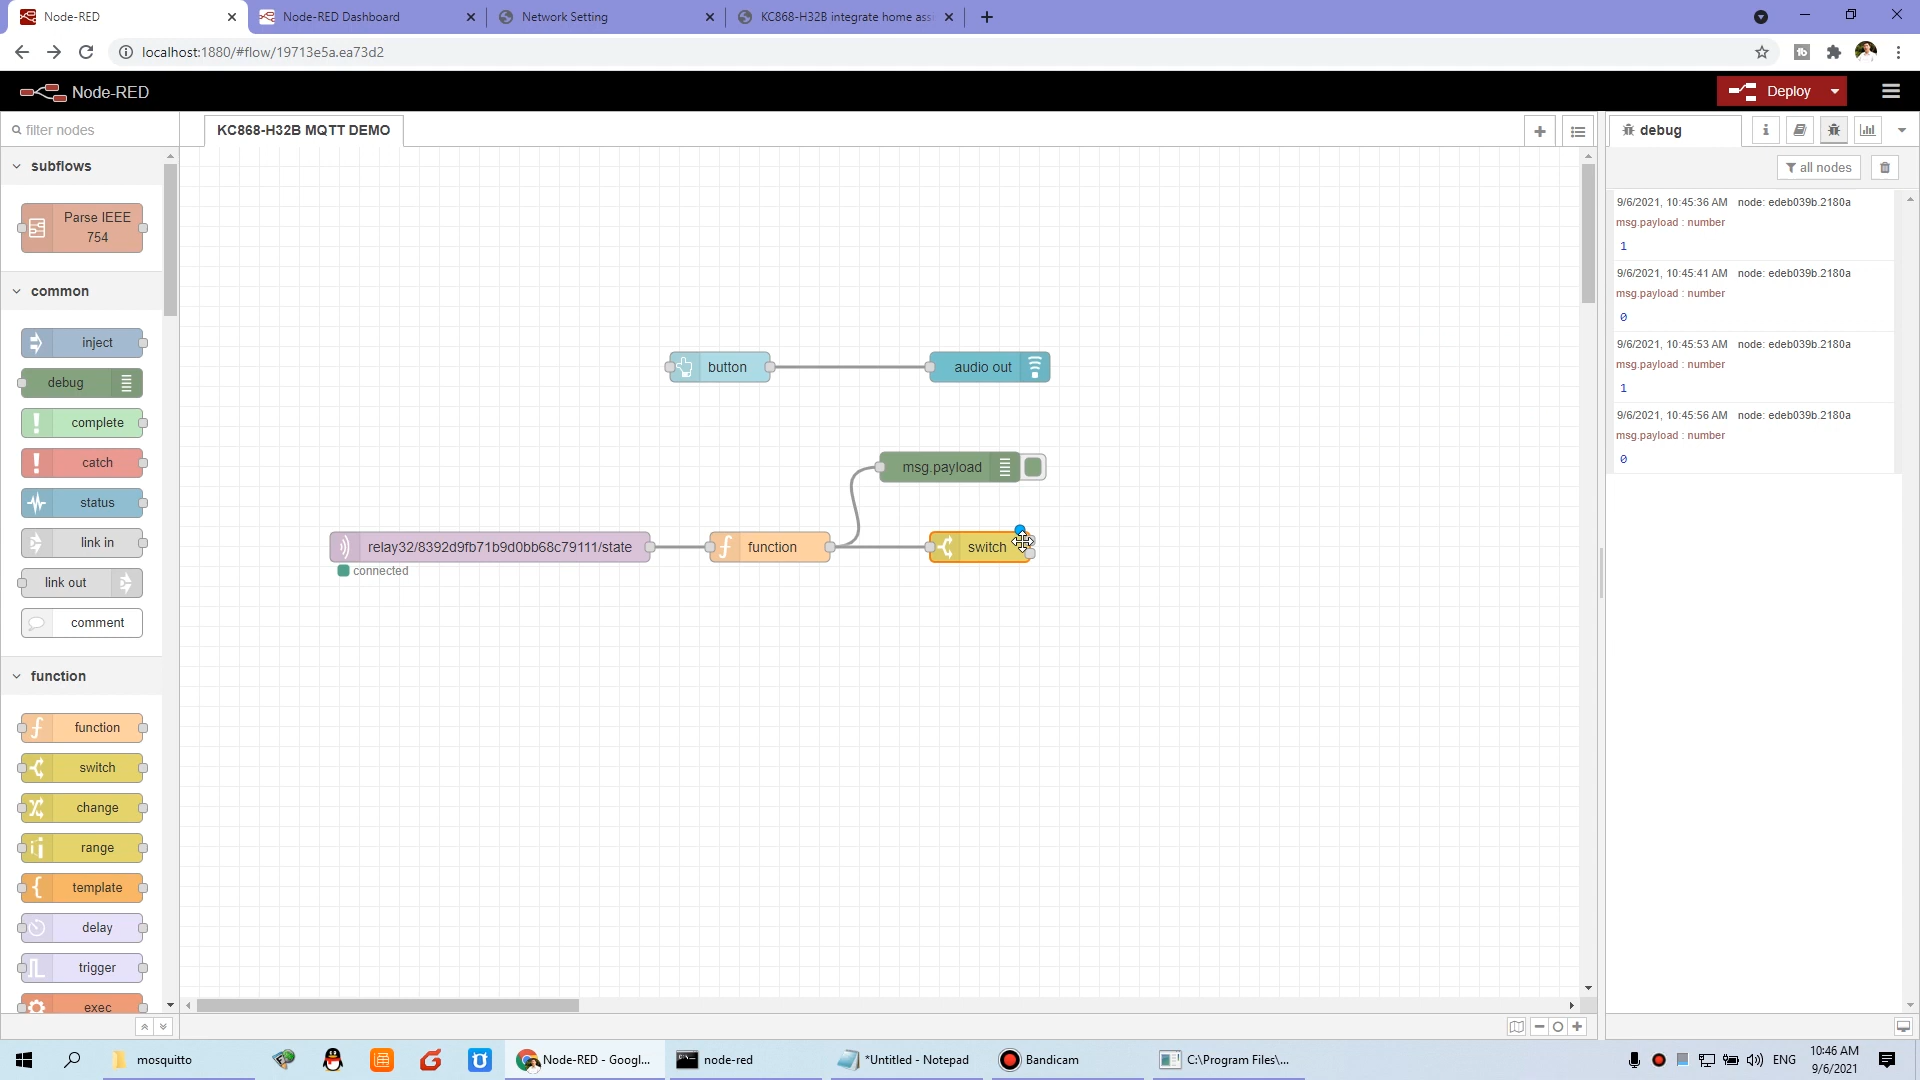 Node-RED
Node-RED Dashboard
Network Setting
KC868-H32B integrate home assi
localhost:1880/#flow/19713e5a.ea73d2
Node-RED
Deploy
filter nodes
KC868-H32B MQTT DEMO
debug
i
all nodes
subflows
Parse IEEE
754
common
inject
debug
complete
catch
status
link in
link out
comment
function
function
switch
change
range
template
delay
trigger
exec
button
audio out
msg.payload
relay32/8392d9fb71b9d0bb68c79111/state
function
switch
connected
9/6/2021, 10:45:36 AM node: edeb039b.2180a
msg.payload : number
1
9/6/2021, 10:45:41 AM node: edeb039b.2180a
msg.payload : number
0
9/6/2021, 10:45:53 AM node: edeb039b.2180a
msg.payload : number
1
9/6/2021, 10:45:56 AM node: edeb039b.2180a
msg.payload : number
0
mosquitto
Node-RED - Googl...
node-red
*Untitled - Notepad
Bandicam
C:\Program Files\...
ENG
10:46 AM
9/6/2021